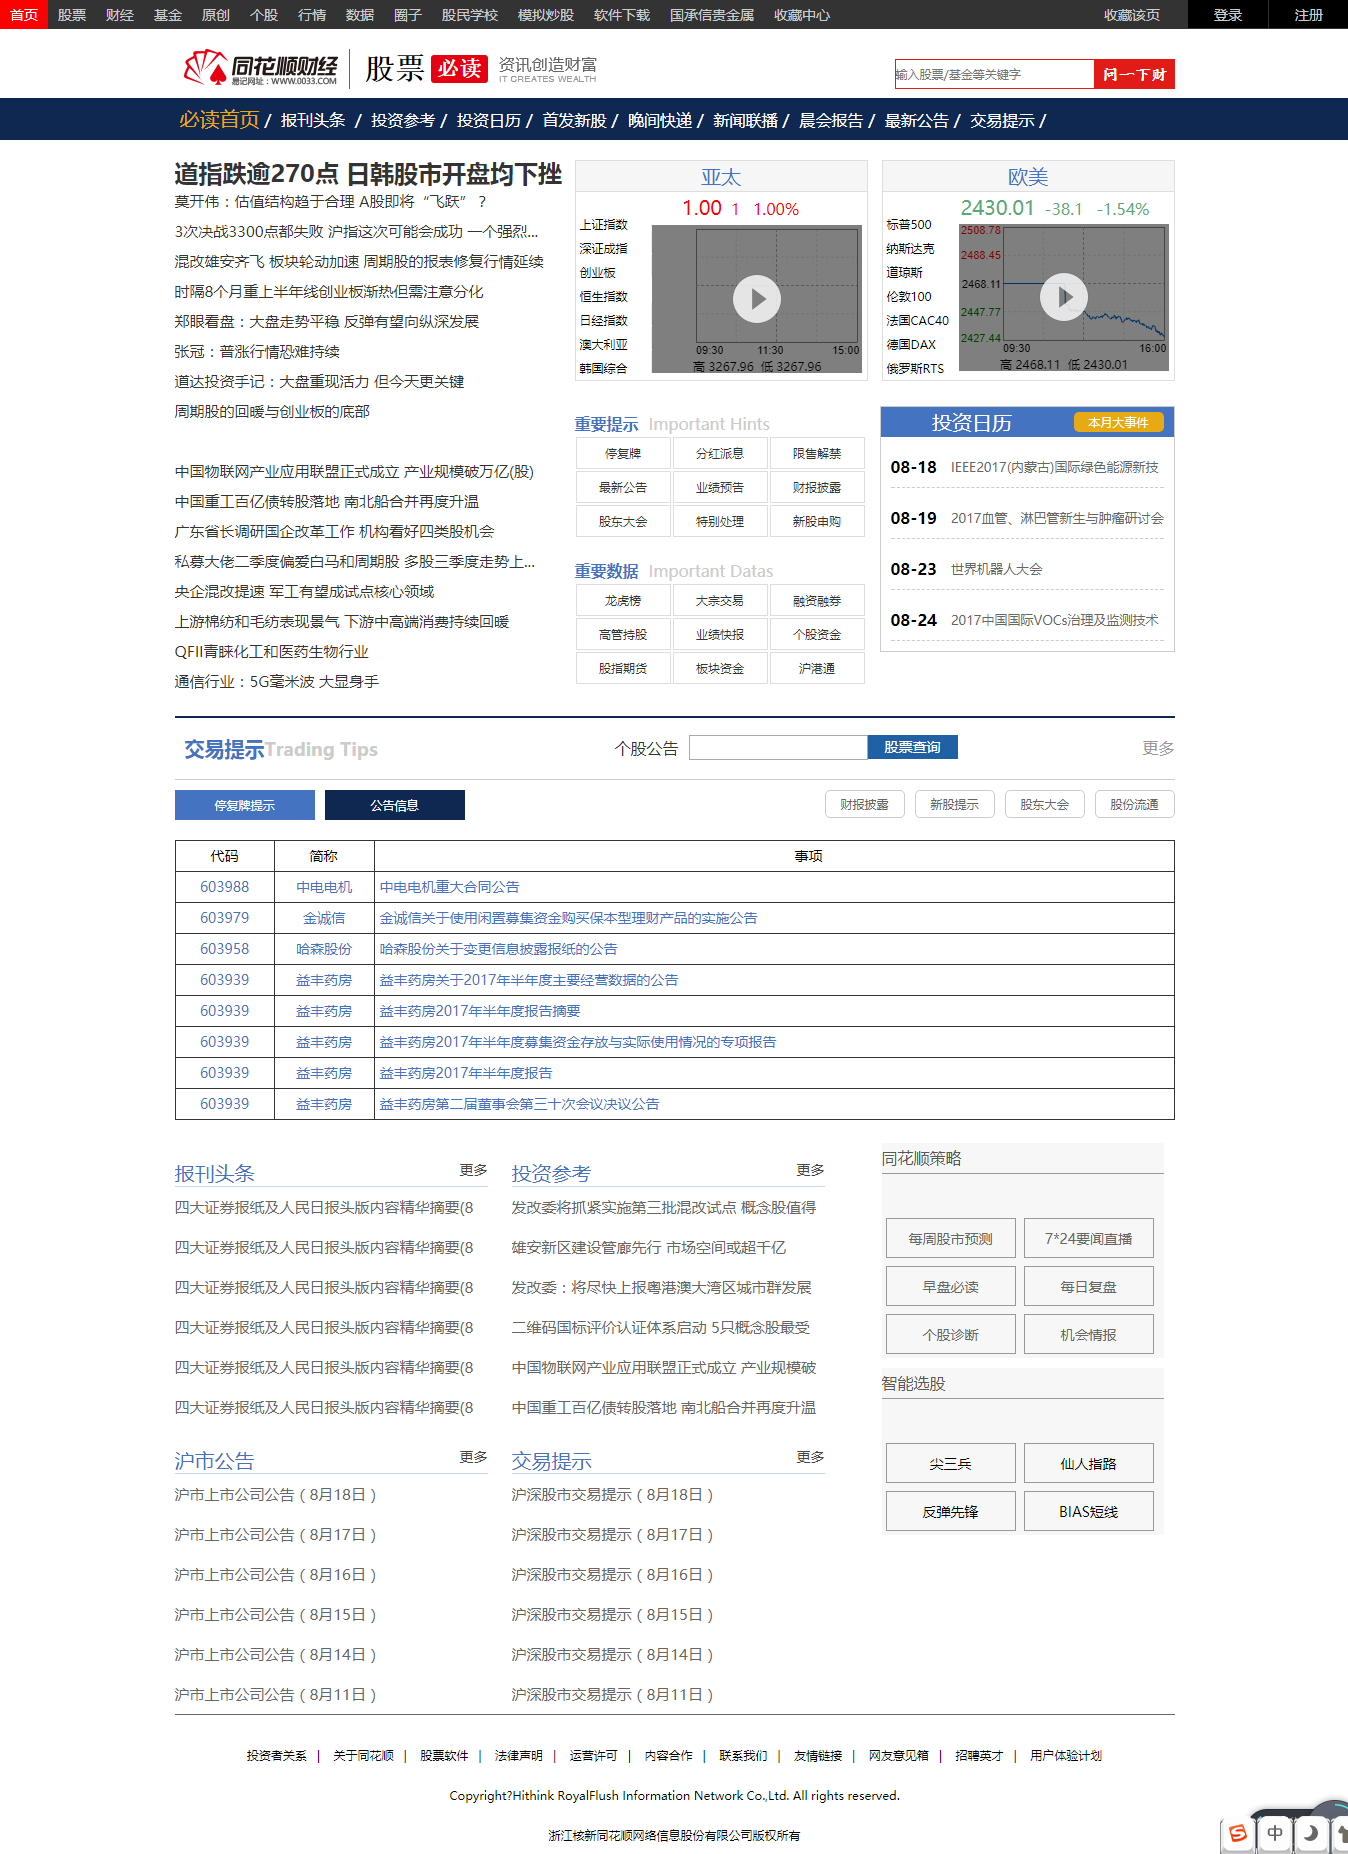 首页 股票 财经 基金 原创 个股 行情 数据 圈子 股民学校 模拟炒股 软件下载 国承信贵金属 收藏中心 收藏该页 登录 注册
同花顺财经 易记网址：WWW.0033.COM 股票 必读 资讯创造财富 IT CREATES WEALTH
输入股票/基金等关键字 问一下财
必读首页 / 报刊头条 / 投资参考 / 投资日历 / 首发新股 / 晚间快递 / 新闻联播 / 晨会报告 / 最新公告 / 交易提示 /
道指跌逾270点 日韩股市开盘均下挫
莫开伟：估值结构趋于合理 A股即将“飞跃”？
3次决战3300点都失败 沪指这次可能会成功 一个强烈...
混改雄安齐飞 板块轮动加速 周期股的报表修复行情延续
时隔8个月重上半年线创业板渐热但需注意分化
郑眼看盘：大盘走势平稳 反弹有望向纵深发展
张冠：普涨行情恐难持续
道达投资手记：大盘重现活力 但今天更关键
周期股的回暖与创业板的底部
中国物联网产业应用联盟正式成立 产业规模破万亿(股)
中国重工百亿债转股落地 南北船合并再度升温
广东省长调研国企改革工作 机构看好四类股机会
私募大佬二季度偏爱白马和周期股 多股三季度走势上...
央企混改提速 军工有望成试点核心领域
上游棉纺和毛纺表现景气 下游中高端消费持续回暖
QFII青睐化工和医药生物行业
通信行业：5G毫米波 大显身手
亚太
1.00 1 1.00%
上证指数
深证成指
创业板
恒生指数
日经指数
澳大利亚
韩国综合
09:30 11:30 15:00
高 3267.96 低 3267.96
欧美
2430.01 -38.1 -1.54%
标普500
纳斯达克
道琼斯
伦敦100
法国CAC40
德国DAX
俄罗斯RTS
2508.78
2488.45
2468.11
2447.77
2427.44
09:30 16:00
高 2468.11 低 2430.01
重要提示 Important Hints
停复牌 分红派息 限售解禁
最新公告 业绩预告 财报披露
股东大会 特别处理 新股申购
重要数据 Important Datas
龙虎榜 大宗交易 融资融券
高管持股 业绩快报 个股资金
股指期货 板块资金 沪港通
投资日历 本月大事件
08-18 IEEE2017(内蒙古)国际绿色能源新技
08-19 2017血管、淋巴管新生与肿瘤研讨会
08-23 世界机器人大会
08-24 2017中国国际VOCs治理及监测技术
交易提示Trading Tips 个股公告 股票查询 更多
停复牌提示 公告信息 财报披露 新股提示 股东大会 股份流通
代码 简称 事项
603988 中电电机 中电电机重大合同公告
603979 金诚信 金诚信关于使用闲置募集资金购买保本型理财产品的实施公告
603958 哈森股份 哈森股份关于变更信息披露报纸的公告
603939 益丰药房 益丰药房关于2017年半年度主要经营数据的公告
603939 益丰药房 益丰药房2017年半年度报告摘要
603939 益丰药房 益丰药房2017年半年度募集资金存放与实际使用情况的专项报告
603939 益丰药房 益丰药房2017年半年度报告
603939 益丰药房 益丰药房第二届董事会第三十次会议决议公告
报刊头条 更多
四大证券报纸及人民日报头版内容精华摘要(8
四大证券报纸及人民日报头版内容精华摘要(8
四大证券报纸及人民日报头版内容精华摘要(8
四大证券报纸及人民日报头版内容精华摘要(8
四大证券报纸及人民日报头版内容精华摘要(8
四大证券报纸及人民日报头版内容精华摘要(8
投资参考 更多
发改委将抓紧实施第三批混改试点 概念股值得
雄安新区建设管廊先行 市场空间或超千亿
发改委：将尽快上报粤港澳大湾区城市群发展
二维码国标评价认证体系启动 5只概念股最受
中国物联网产业应用联盟正式成立 产业规模破
中国重工百亿债转股落地 南北船合并再度升温
同花顺策略
每周股市预测 7*24要闻直播
早盘必读 每日复盘
个股诊断 机会情报
智能选股
尖三兵 仙人指路
反弹先锋 BIAS短线
沪市公告 更多
沪市上市公司公告（8月18日）
沪市上市公司公告（8月17日）
沪市上市公司公告（8月16日）
沪市上市公司公告（8月15日）
沪市上市公司公告（8月14日）
沪市上市公司公告（8月11日）
交易提示 更多
沪深股市交易提示（8月18日）
沪深股市交易提示（8月17日）
沪深股市交易提示（8月16日）
沪深股市交易提示（8月15日）
沪深股市交易提示（8月14日）
沪深股市交易提示（8月11日）
投资者关系 | 关于同花顺 | 股票软件 | 法律声明 | 运营许可 | 内容合作 | 联系我们 | 友情链接 | 网友意见箱 | 招聘英才 | 用户体验计划
Copyright?Hithink RoyalFlush Information Network Co.,Ltd. All rights reserved.
浙江核新同花顺网络信息股份有限公司版权所有
S 中